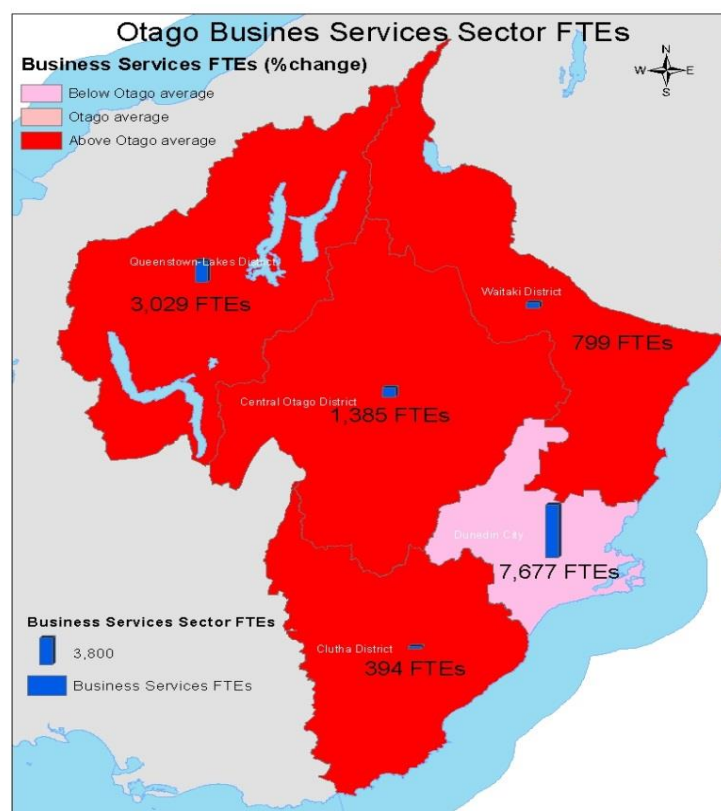 Otago Busines Services Sector FTEs
Business Services FTEs (%change)
Below Otago average
Otago average
Above Otago average
N
W E
S
Queenstown-Lakes District
3,029 FTEs
Waitaki District
799 FTEs
Central Otago District
1,385 FTEs
Dunedin City
7,677 FTEs
Clutha District
394 FTEs
Business Services Sector FTEs
3,800
Business Services FTEs